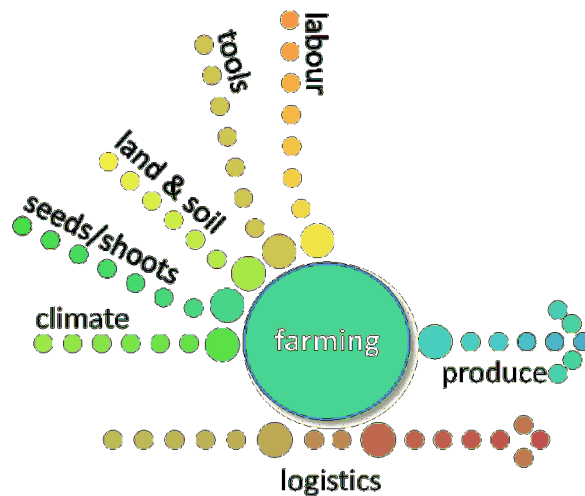 labour
tools
land & soil
seeds/shoots
climate
farming
produce
logistics